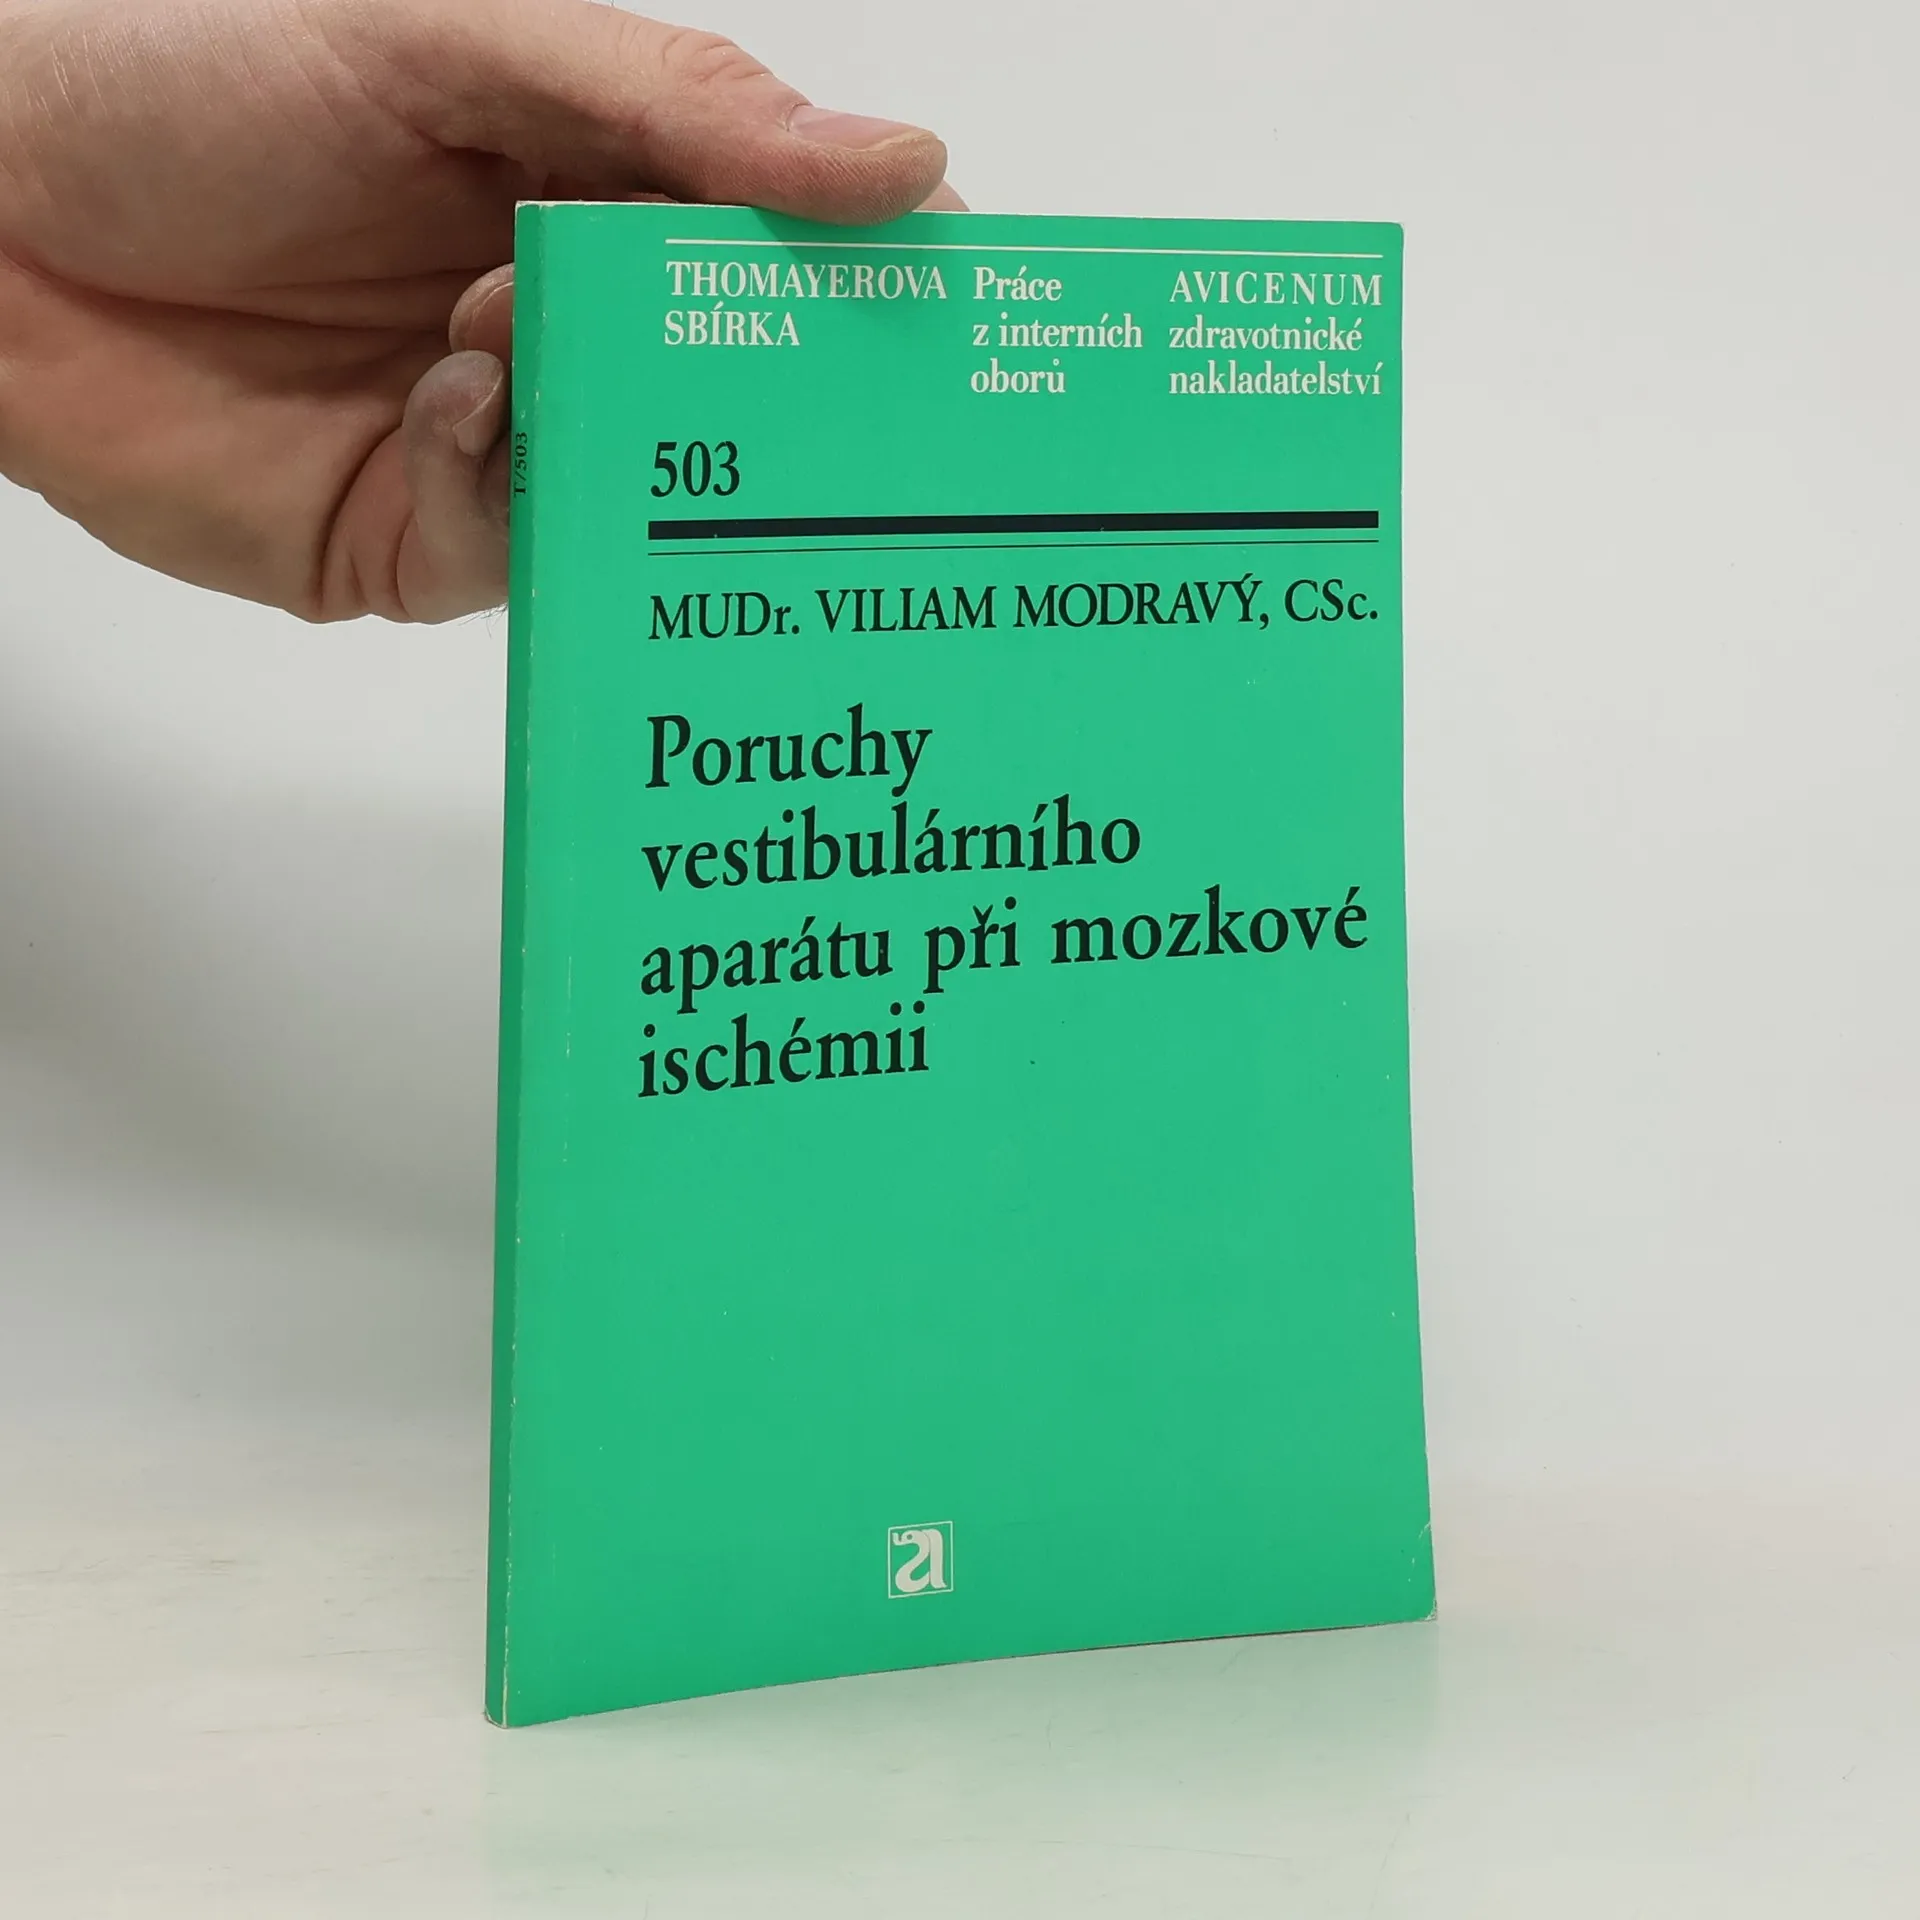 THOMAYEROVA
SBÍRKA
Práce
z interních
oborů
AVICENUM
zdravotnické
nakladatelství
503
MUDr. VILIAM MODRAVÝ, CSc.
Poruchy
vestibulárního
aparátu při mozkové
ischémii
T/503
a